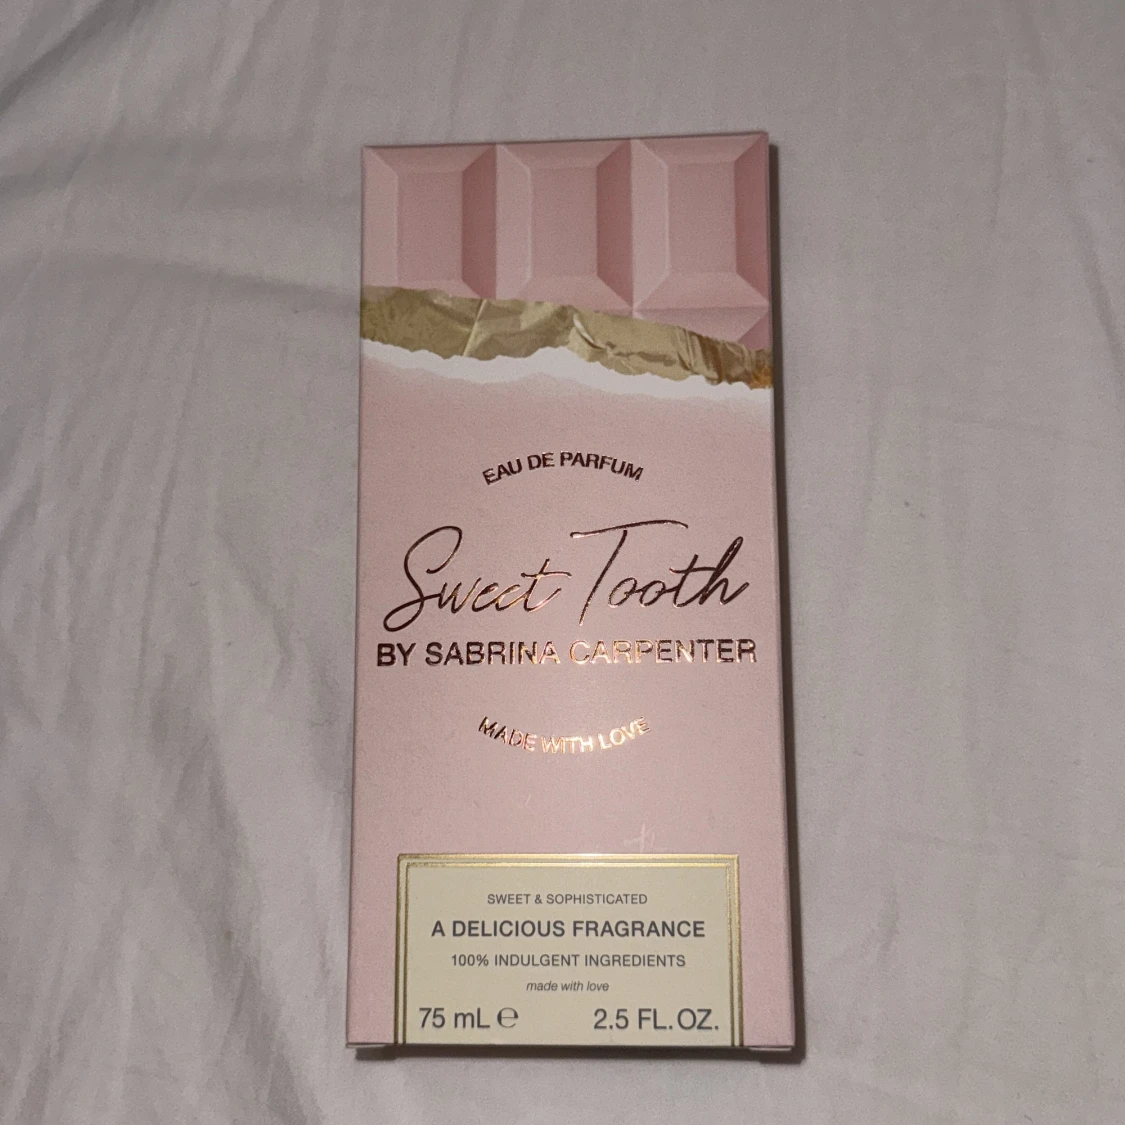 EAU DE PARFUM
Sweet Tooth
BY SABRINA CARPENTER
MADE WITH LOVE
SWEET & SOPHISTICATED
A DELICIOUS FRAGRANCE
100% INDULGENT INGREDIENTS
made with love
75 mL ℮ 2.5 FL. OZ.